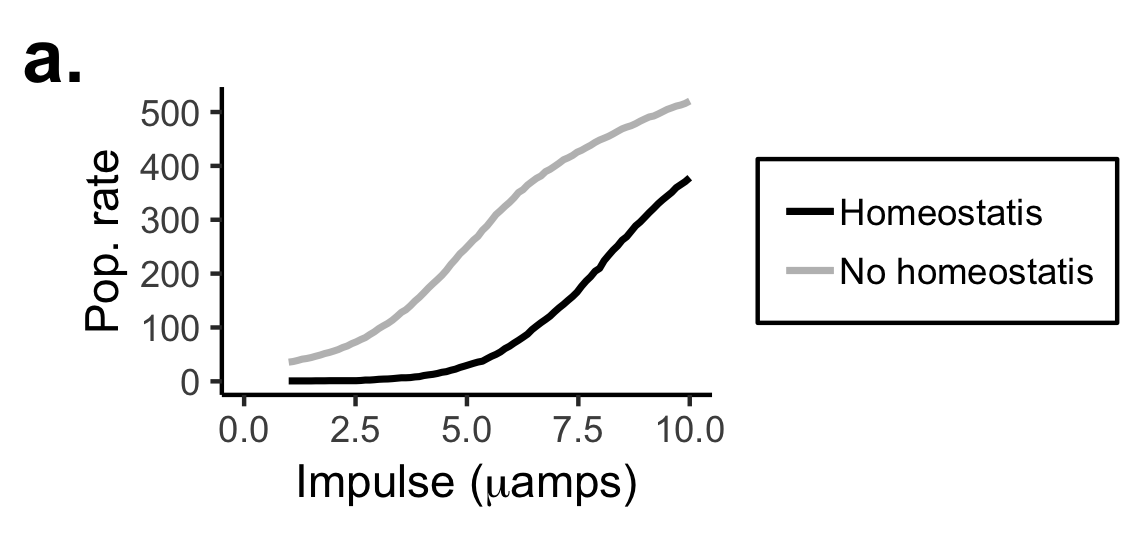 a.
500
400
300
200
100
0
Pop. rate
0.0 2.5 5.0 7.5 10.0
Impulse (μamps)
Homeostatis
No homeostatis